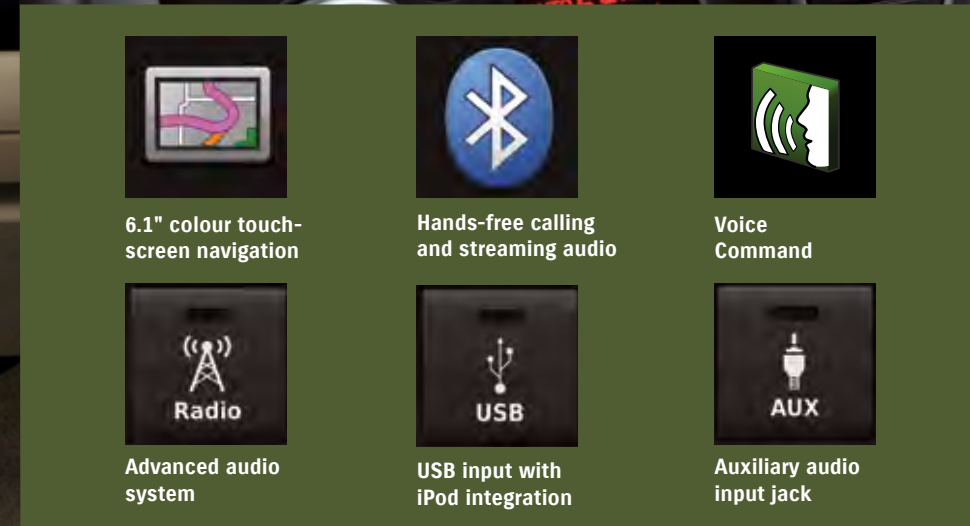 6.1" colour touch-
screen navigation
Hands-free calling
and streaming audio
Voice
Command
Radio
Advanced audio
system
USB
USB input with
iPod integration
AUX
Auxiliary audio
input jack